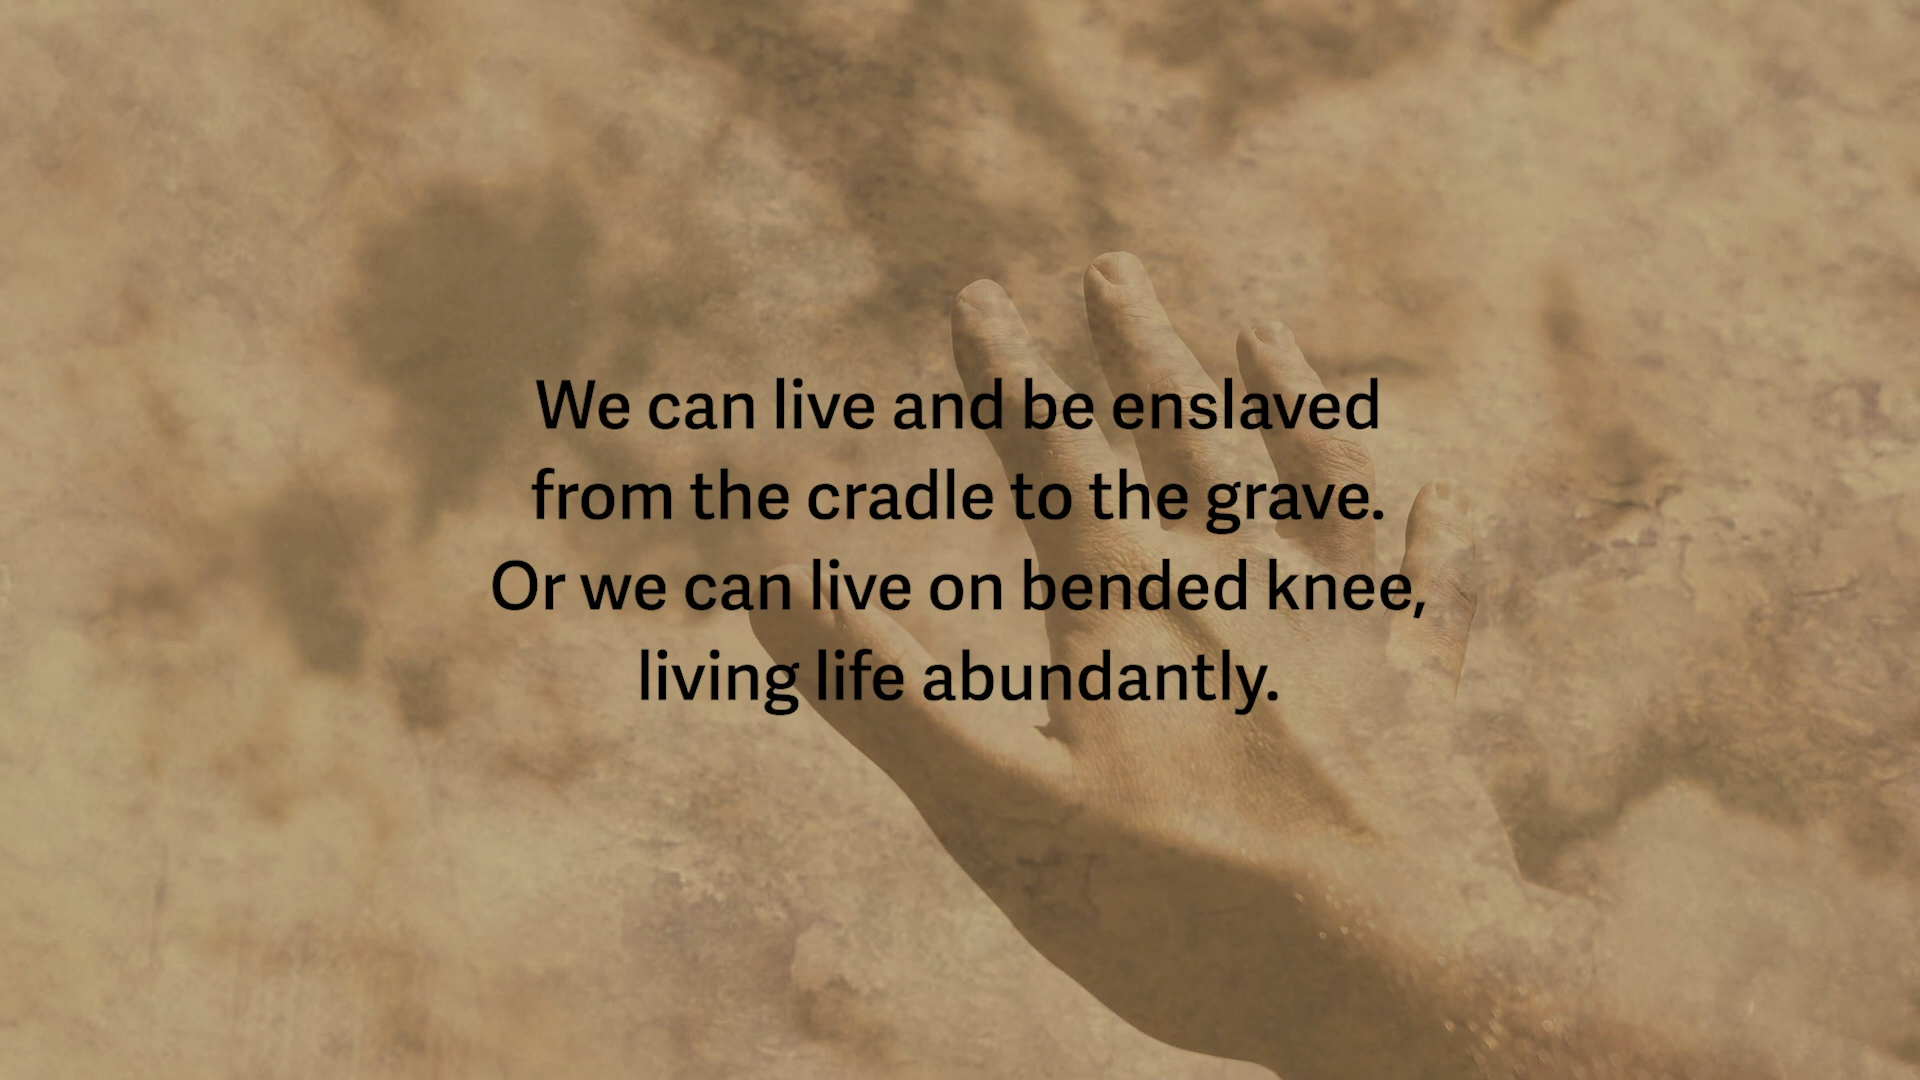 We can live and be enslaved
from the cradle to the grave.
Or we can live on bended knee,
living life abundantly.